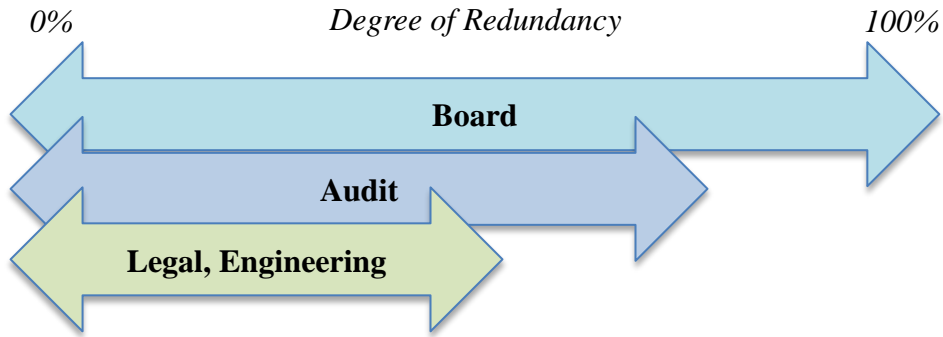 0% Degree of Redundancy 100%
Board
Audit
Legal, Engineering